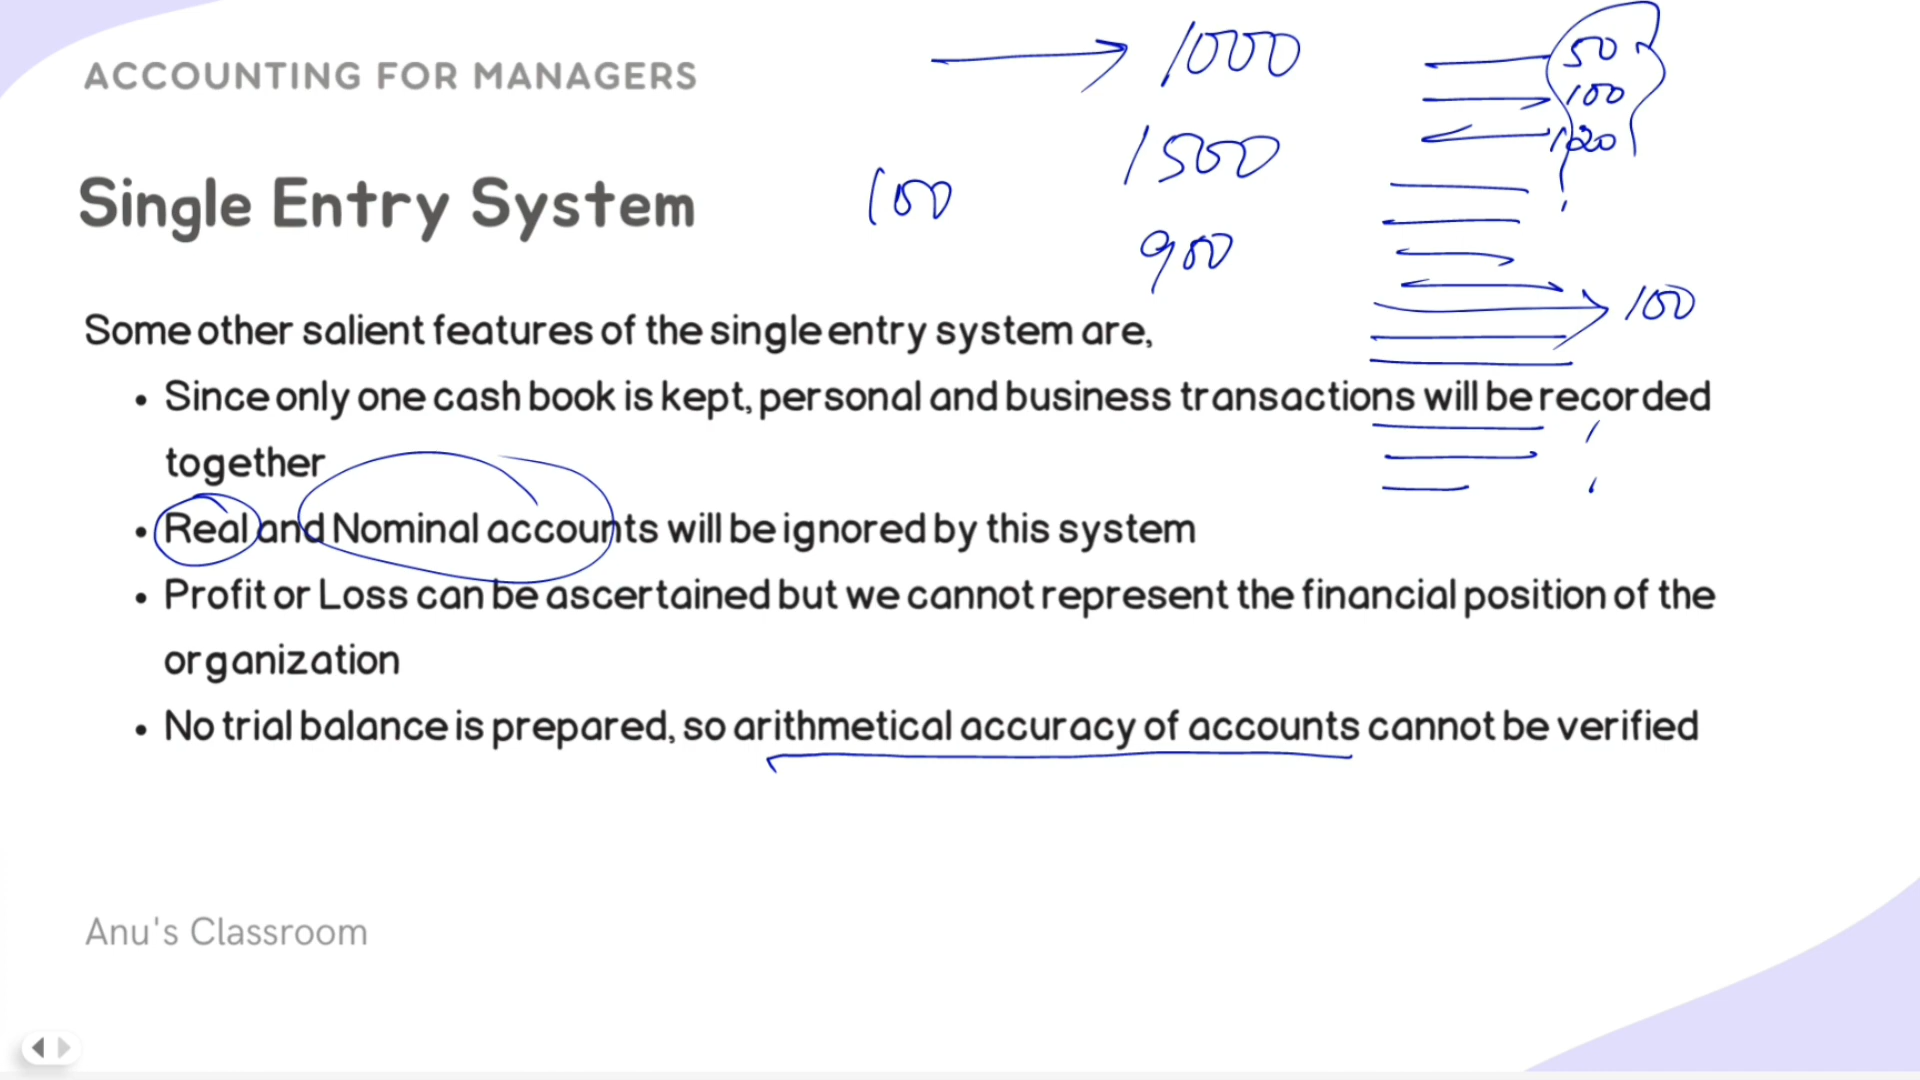 ACCOUNTING FOR MANAGERS
1000
50
100
120
1500
100
900
Single Entry System
100
Some other salient features of the single entry system are,
• Since only one cash book is kept, personal and business transactions will be recorded
together
• Real and Nominal accounts will be ignored by this system
• Profit or Loss can be ascertained but we cannot represent the financial position of the
organization
• No trial balance is prepared, so arithmetical accuracy of accounts cannot be verified
Anu's Classroom